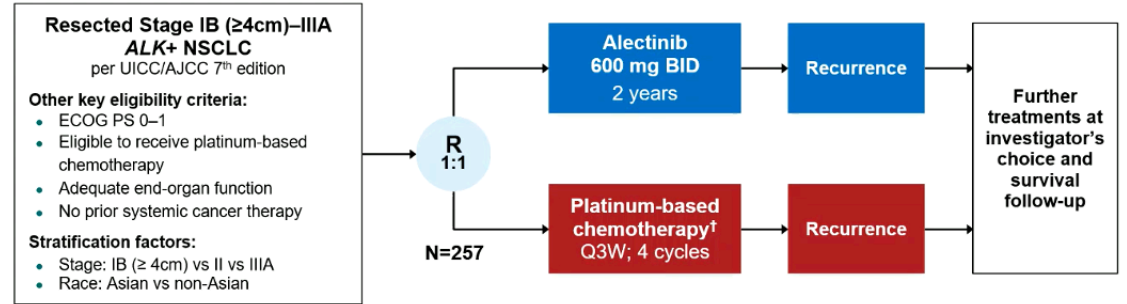 Resected Stage IB (≥4cm)–IIIA
ALK+ NSCLC
per UICC/AJCC 7th edition
Other key eligibility criteria:
• ECOG PS 0–1
• Eligible to receive platinum-based
chemotherapy
• Adequate end-organ function
• No prior systemic cancer therapy
Stratification factors:
• Stage: IB (≥ 4cm) vs II vs IIIA
• Race: Asian vs non-Asian
R
1:1
N=257
Alectinib
600 mg BID
2 years
Recurrence
Platinum-based
chemotherapy†
Q3W; 4 cycles
Recurrence
Further
treatments at
investigator’s
choice and
survival
follow-up